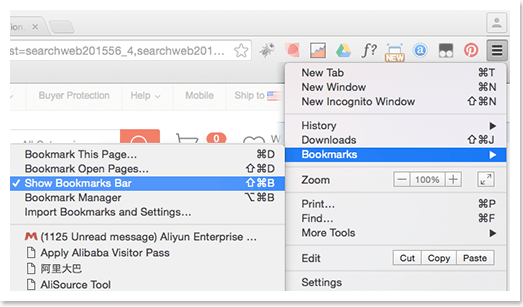 st=searchweb201556_4,searchweb201...
f?
NEW
Buyer Protection
Help
Mobile
Ship to
0
New Tab ⌘T
New Window ⌘N
New Incognito Window ⇧⌘N
History
Downloads ⇧⌘J
Bookmarks
Zoom − 100% +
Print... ⌘P
Find... ⌘F
More Tools
Edit Cut Copy Paste
Settings
Bookmark This Page... ⌘D
Bookmark Open Pages... ⇧⌘D
✓ Show Bookmarks Bar ⇧⌘B
Bookmark Manager ⌥⌘B
Import Bookmarks and Settings...
(1125 Unread message) Aliyun Enterprise ...
Apply Alibaba Visitor Pass
阿里大巴
AliSource Tool